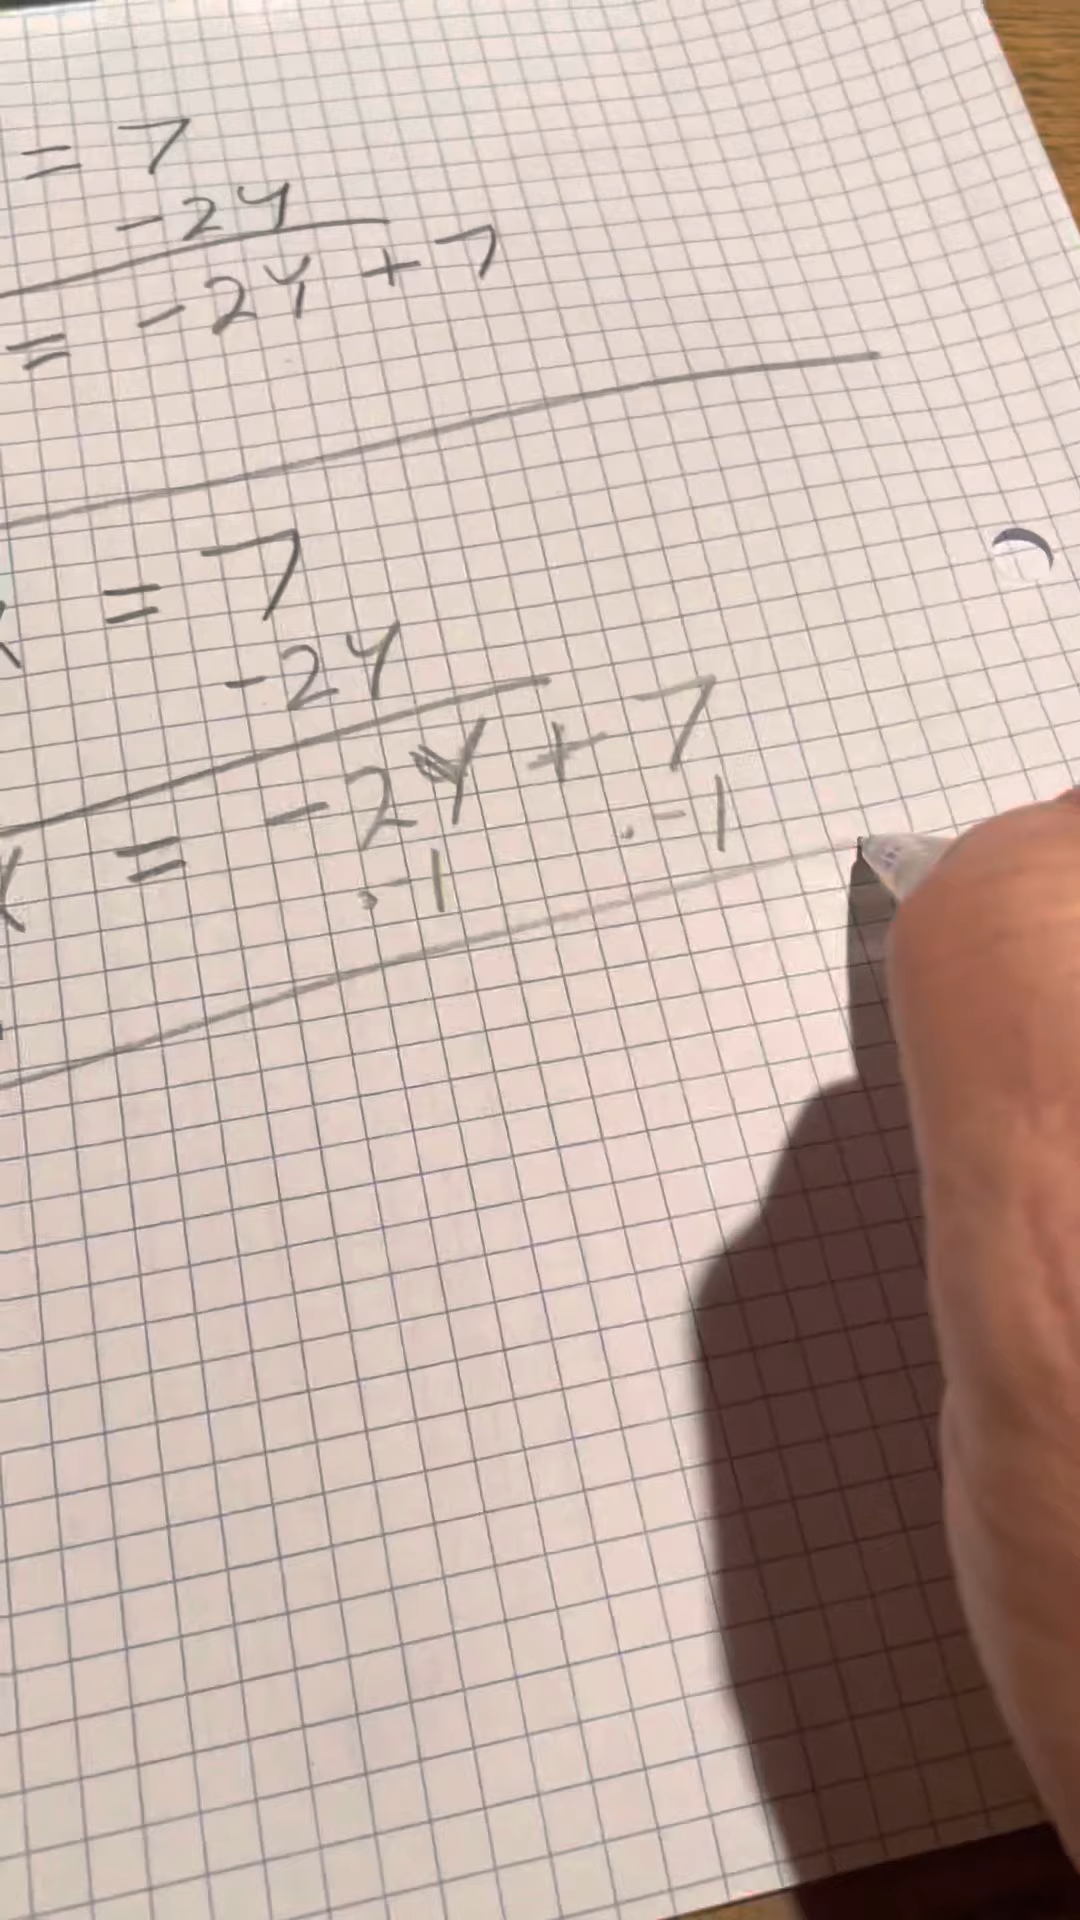 = 7
-2y
= -2y + 7
= 7
-2y
x = -2y + 7
.-1 .-1